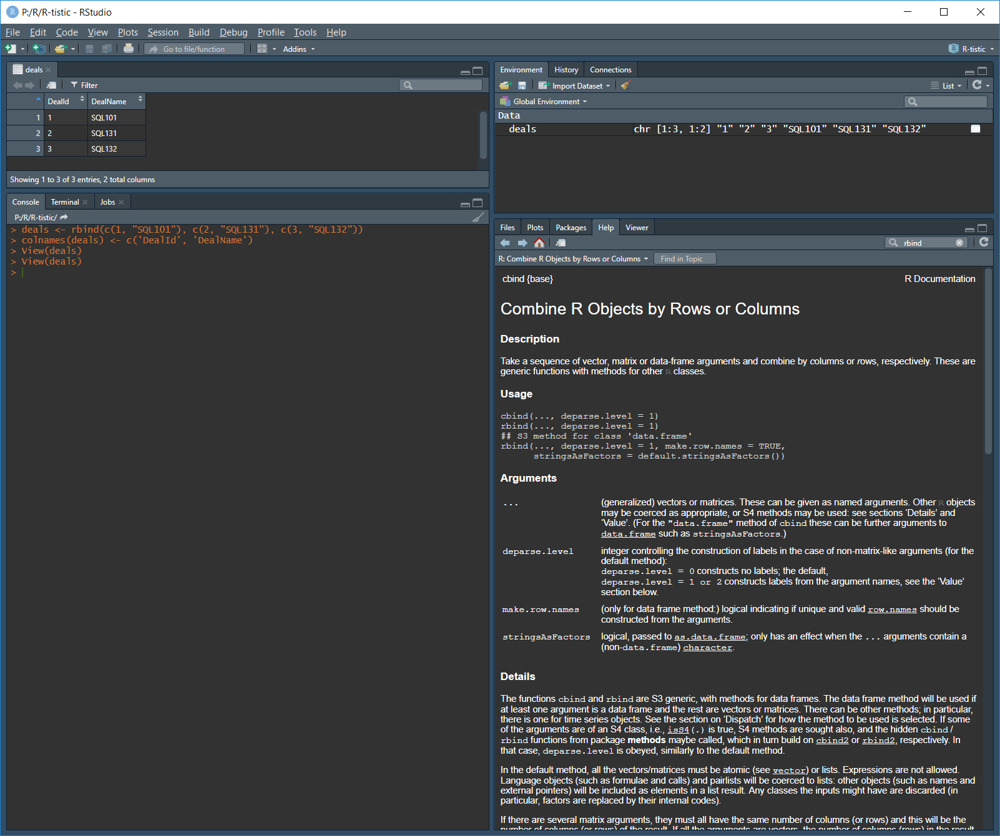 R P:/R/R-tistic - RStudio
File Edit Code View Plots Session Build Debug Profile Tools Help
Go to file/function Addins R-tistic
deals
Filter
DealId DealName
1 1 SQL101
2 2 SQL131
3 3 SQL132
Showing 1 to 3 of 3 entries, 2 total columns
Console Terminal Jobs
P:/R/R-tistic/
> deals <- rbind(c(1, "SQL101"), c(2, "SQL131"), c(3, "SQL132"))
> colnames(deals) <- c('DealId', 'DealName')
> View(deals)
> View(deals)
>
Environment History Connections
Import Dataset List
Global Environment
Data
deals chr [1:3, 1:2] "1" "2" "3" "SQL101" "SQL131" "SQL132"
Files Plots Packages Help Viewer
rbind
R: Combine R Objects by Rows or Columns Find in Topic
cbind {base} R Documentation
Combine R Objects by Rows or Columns
Description
Take a sequence of vector, matrix or data-frame arguments and combine by columns or rows, respectively. These are
generic functions with methods for other R classes.
Usage
cbind(..., deparse.level = 1)
rbind(..., deparse.level = 1)
## S3 method for class 'data.frame'
rbind(..., deparse.level = 1, make.row.names = TRUE,
stringsAsFactors = default.stringsAsFactors())
Arguments
... (generalized) vectors or matrices. These can be given as named arguments. Other R objects
may be coerced as appropriate, or S4 methods may be used: see sections ‘Details’ and
‘Value’. (For the "data.frame" method of cbind these can be further arguments to
data.frame such as stringsAsFactors.)
deparse.level integer controlling the construction of labels in the case of non-matrix-like arguments (for the
default method):
deparse.level = 0 constructs no labels; the default,
deparse.level = 1 or 2 constructs labels from the argument names, see the ‘Value’
section below.
make.row.names (only for data frame method:) logical indicating if unique and valid row.names should be
constructed from the arguments.
stringsAsFactors logical, passed to as.data.frame; only has an effect when the ... arguments contain a
(non-data.frame) character.
Details
The functions cbind and rbind are S3 generic, with methods for data frames. The data frame method will be used if
at least one argument is a data frame and the rest are vectors or matrices. There can be other methods; in particular,
there is one for time series objects. See the section on ‘Dispatch’ for how the method to be used is selected. If some
of the arguments are of an S4 class, i.e., isS4(.) is true, S4 methods are sought also, and the hidden cbind /
rbind functions from package methods maybe called, which in turn build on cbind2 or rbind2, respectively. In
that case, deparse.level is obeyed, similarly to the default method.
In the default method, all the vectors/matrices must be atomic (see vector) or lists. Expressions are not allowed.
Language objects (such as formulae and calls) and pairlists will be coerced to lists: other objects (such as names and
external pointers) will be included as elements in a list result. Any classes the inputs might have are discarded (in
particular, factors are replaced by their internal codes).
If there are several matrix arguments, they must all have the same number of columns (or rows) and this will be the
number of columns (or rows) of the result. If all the arguments are vectors, the number of columns (rows) in the result